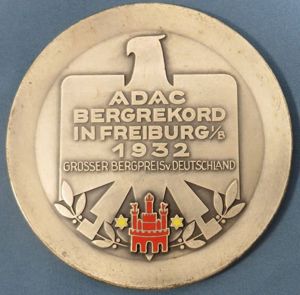 ADAC
BERGREKORD
IN FREIBURG i/B
1932
GROSSER BERGPREIS v. DEUTSCHLAND